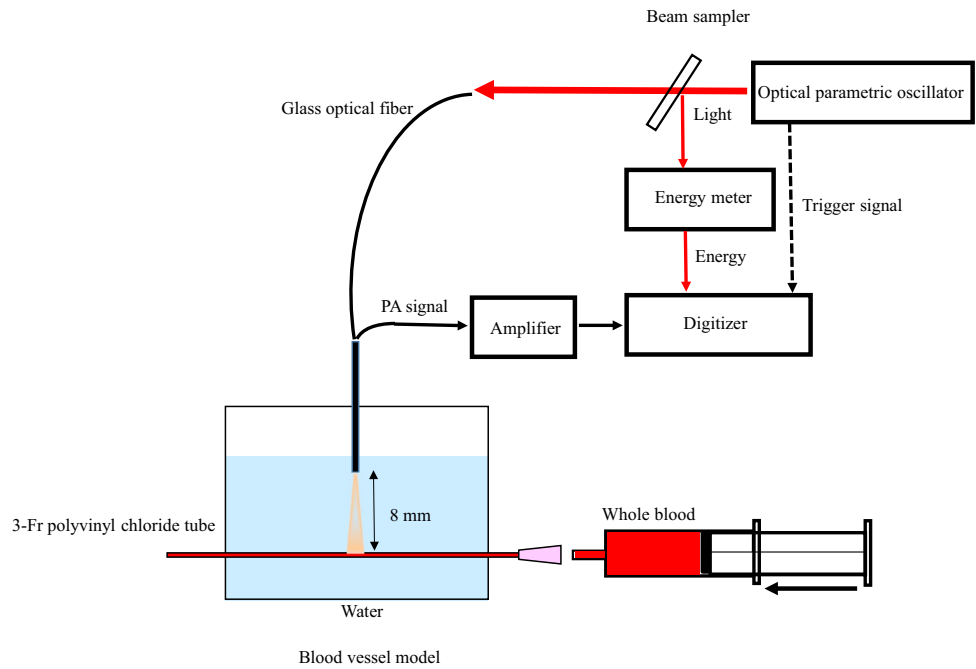 Beam sampler
Optical parametric oscillator
Glass optical fiber
Light
Energy meter
Trigger signal
Energy
PA signal
Amplifier
Digitizer
8 mm
Whole blood
3-Fr polyvinyl chloride tube
Water
Blood vessel model